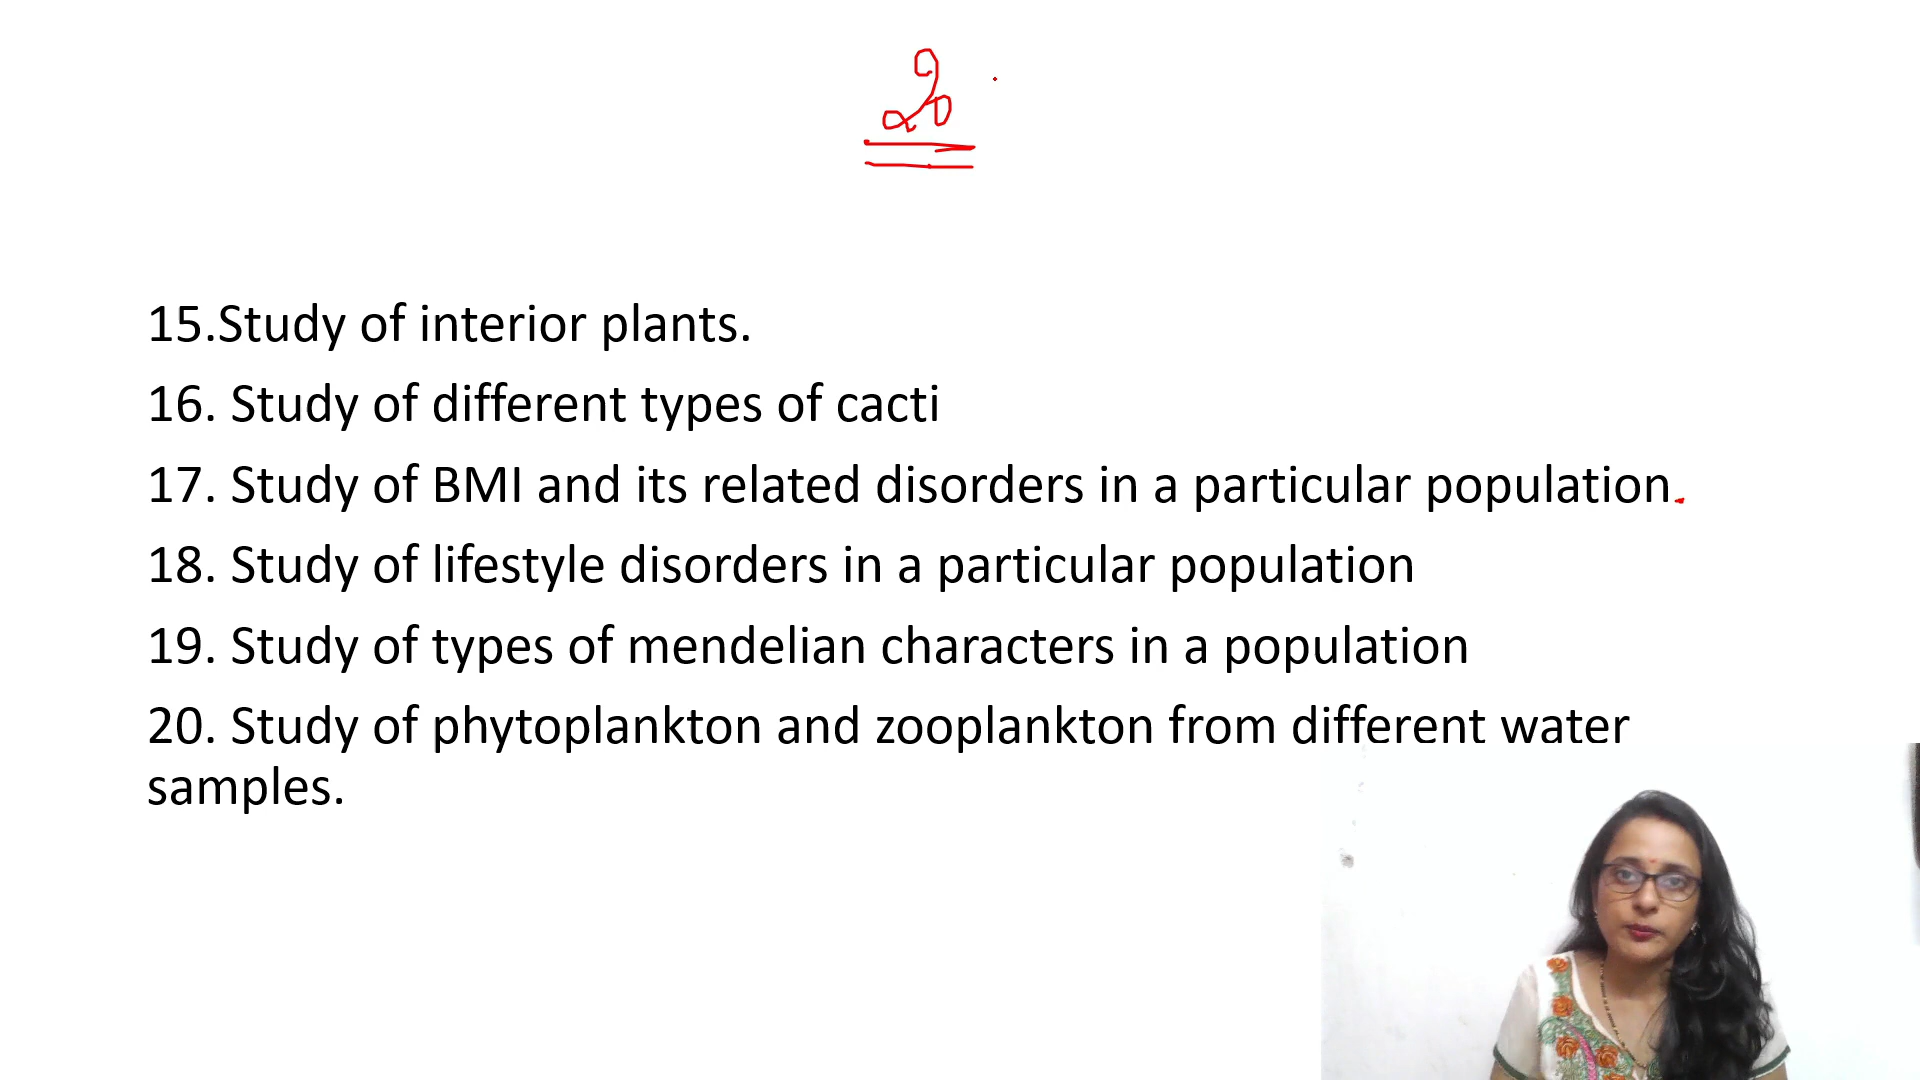 20
15.Study of interior plants.
16. Study of different types of cacti
17. Study of BMI and its related disorders in a particular population.
18. Study of lifestyle disorders in a particular population
19. Study of types of mendelian characters in a population
20. Study of phytoplankton and zooplankton from different water
samples.